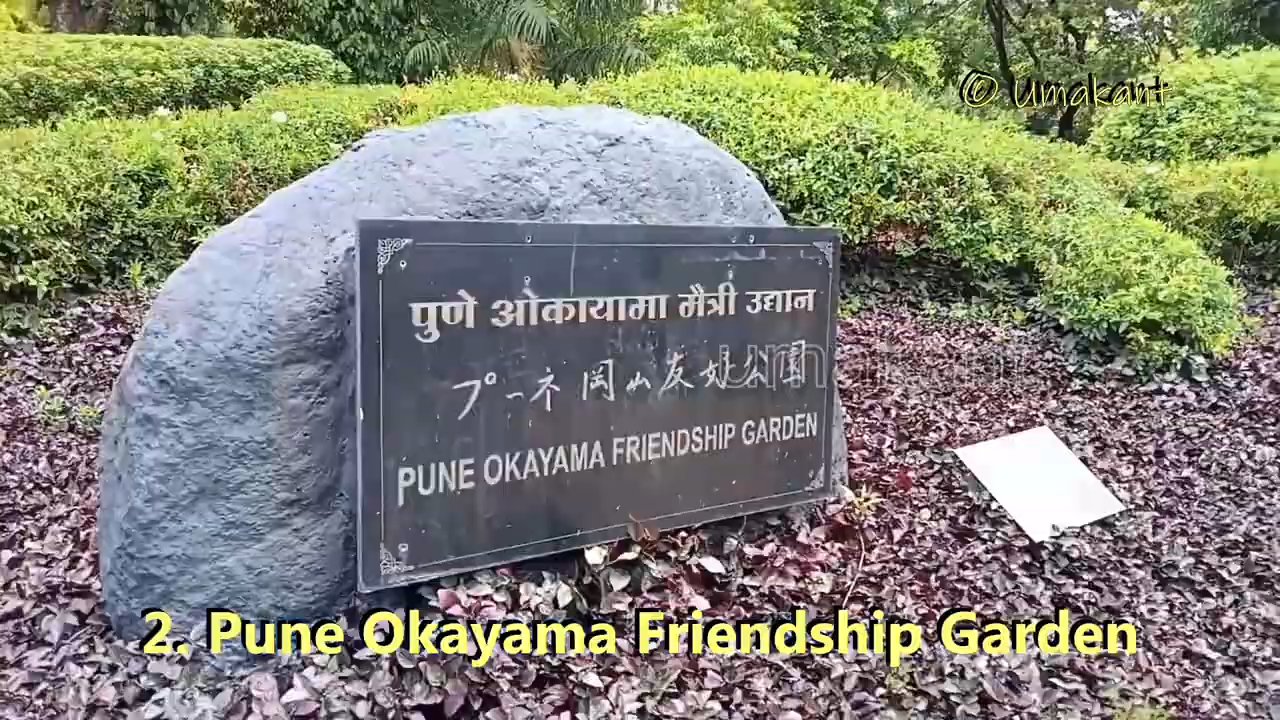 © Umakant
पुणे ओकायामा मैत्री उद्यान
プーネ岡山友好公園
PUNE OKAYAMA FRIENDSHIP GARDEN
2. Pune Okayama Friendship Garden